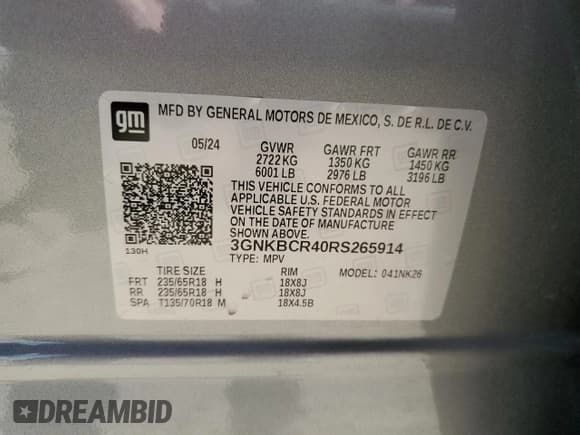 gm
MFD BY GENERAL MOTORS DE MEXICO, S. DE R.L. DE C.V.
05/24 GVWR GAWR FRT GAWR RR
2722 KG 1350 KG 1450 KG
6001 LB 2976 LB 3196 LB
THIS VEHICLE CONFORMS TO ALL
APPLICABLE U.S. FEDERAL MOTOR
VEHICLE SAFETY STANDARDS IN EFFECT
ON THE DATE OF MANUFACTURE
SHOWN ABOVE.
130H 3GNKBCR40RS265914
TYPE: MPV MODEL: 041NK26
TIRE SIZE RIM
FRT 235/65R18 H 18X8J
RR 235/65R18 H 18X8J
SPA T135/70R18 M 18X4.5B
DREAMBID